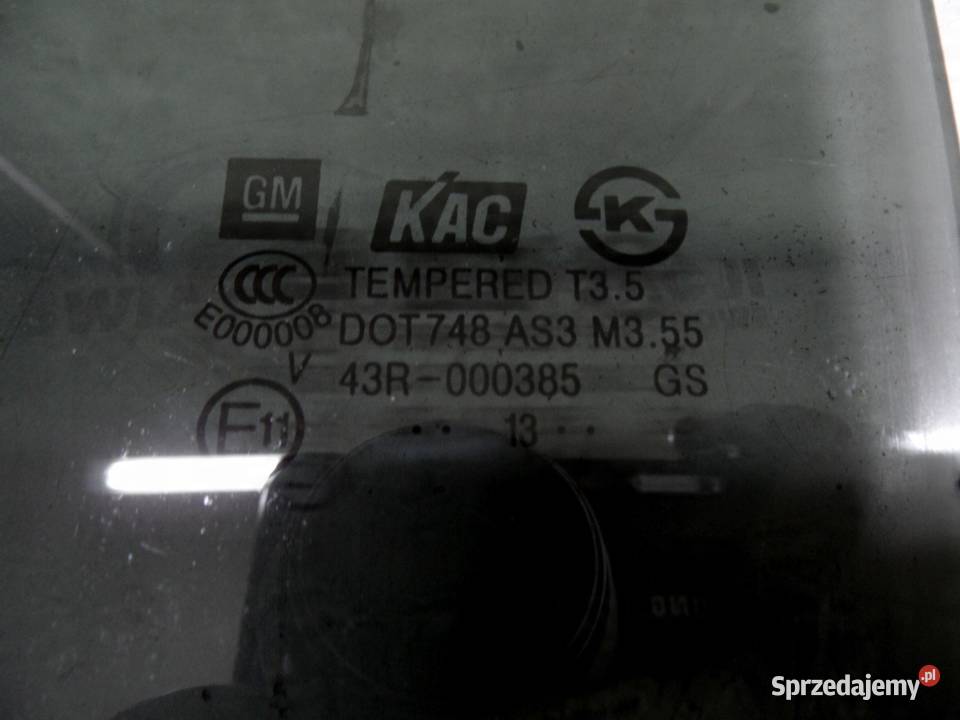 GM KAC K
CCC TEMPERED T3.5
E000008 DOT748 AS3 M3.55
V 43R-000385 GS
E11 .. 13 ..
Sprzedajemy.pl